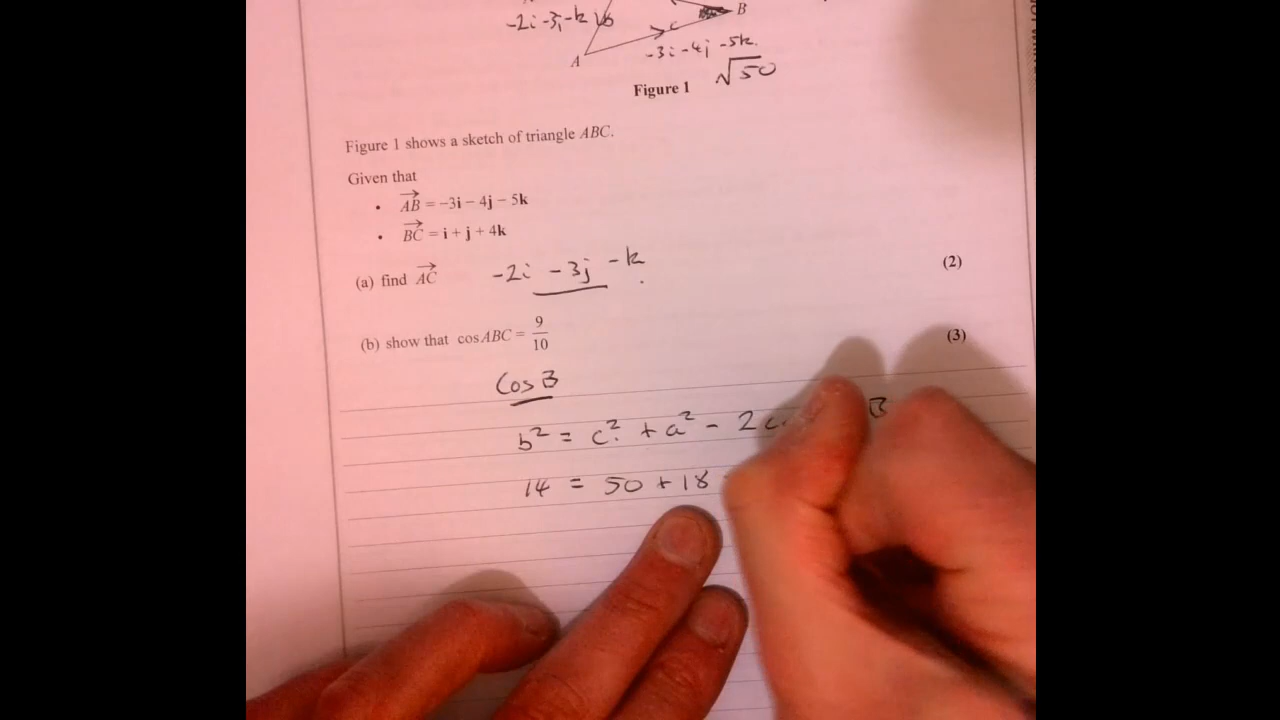 -2i -3j -k b
B
c
A
-3i -4j -5k.
√50
Figure 1
Figure 1 shows a sketch of triangle ABC.
Given that
• AB = -3i - 4j - 5k
• BC = i + j + 4k
(a) find AC -2i -3j -k
(2)
(b) show that cos ABC = 9/10
(3)
Cos B
b² = c² + a² - 2c B
14 = 50 + 18